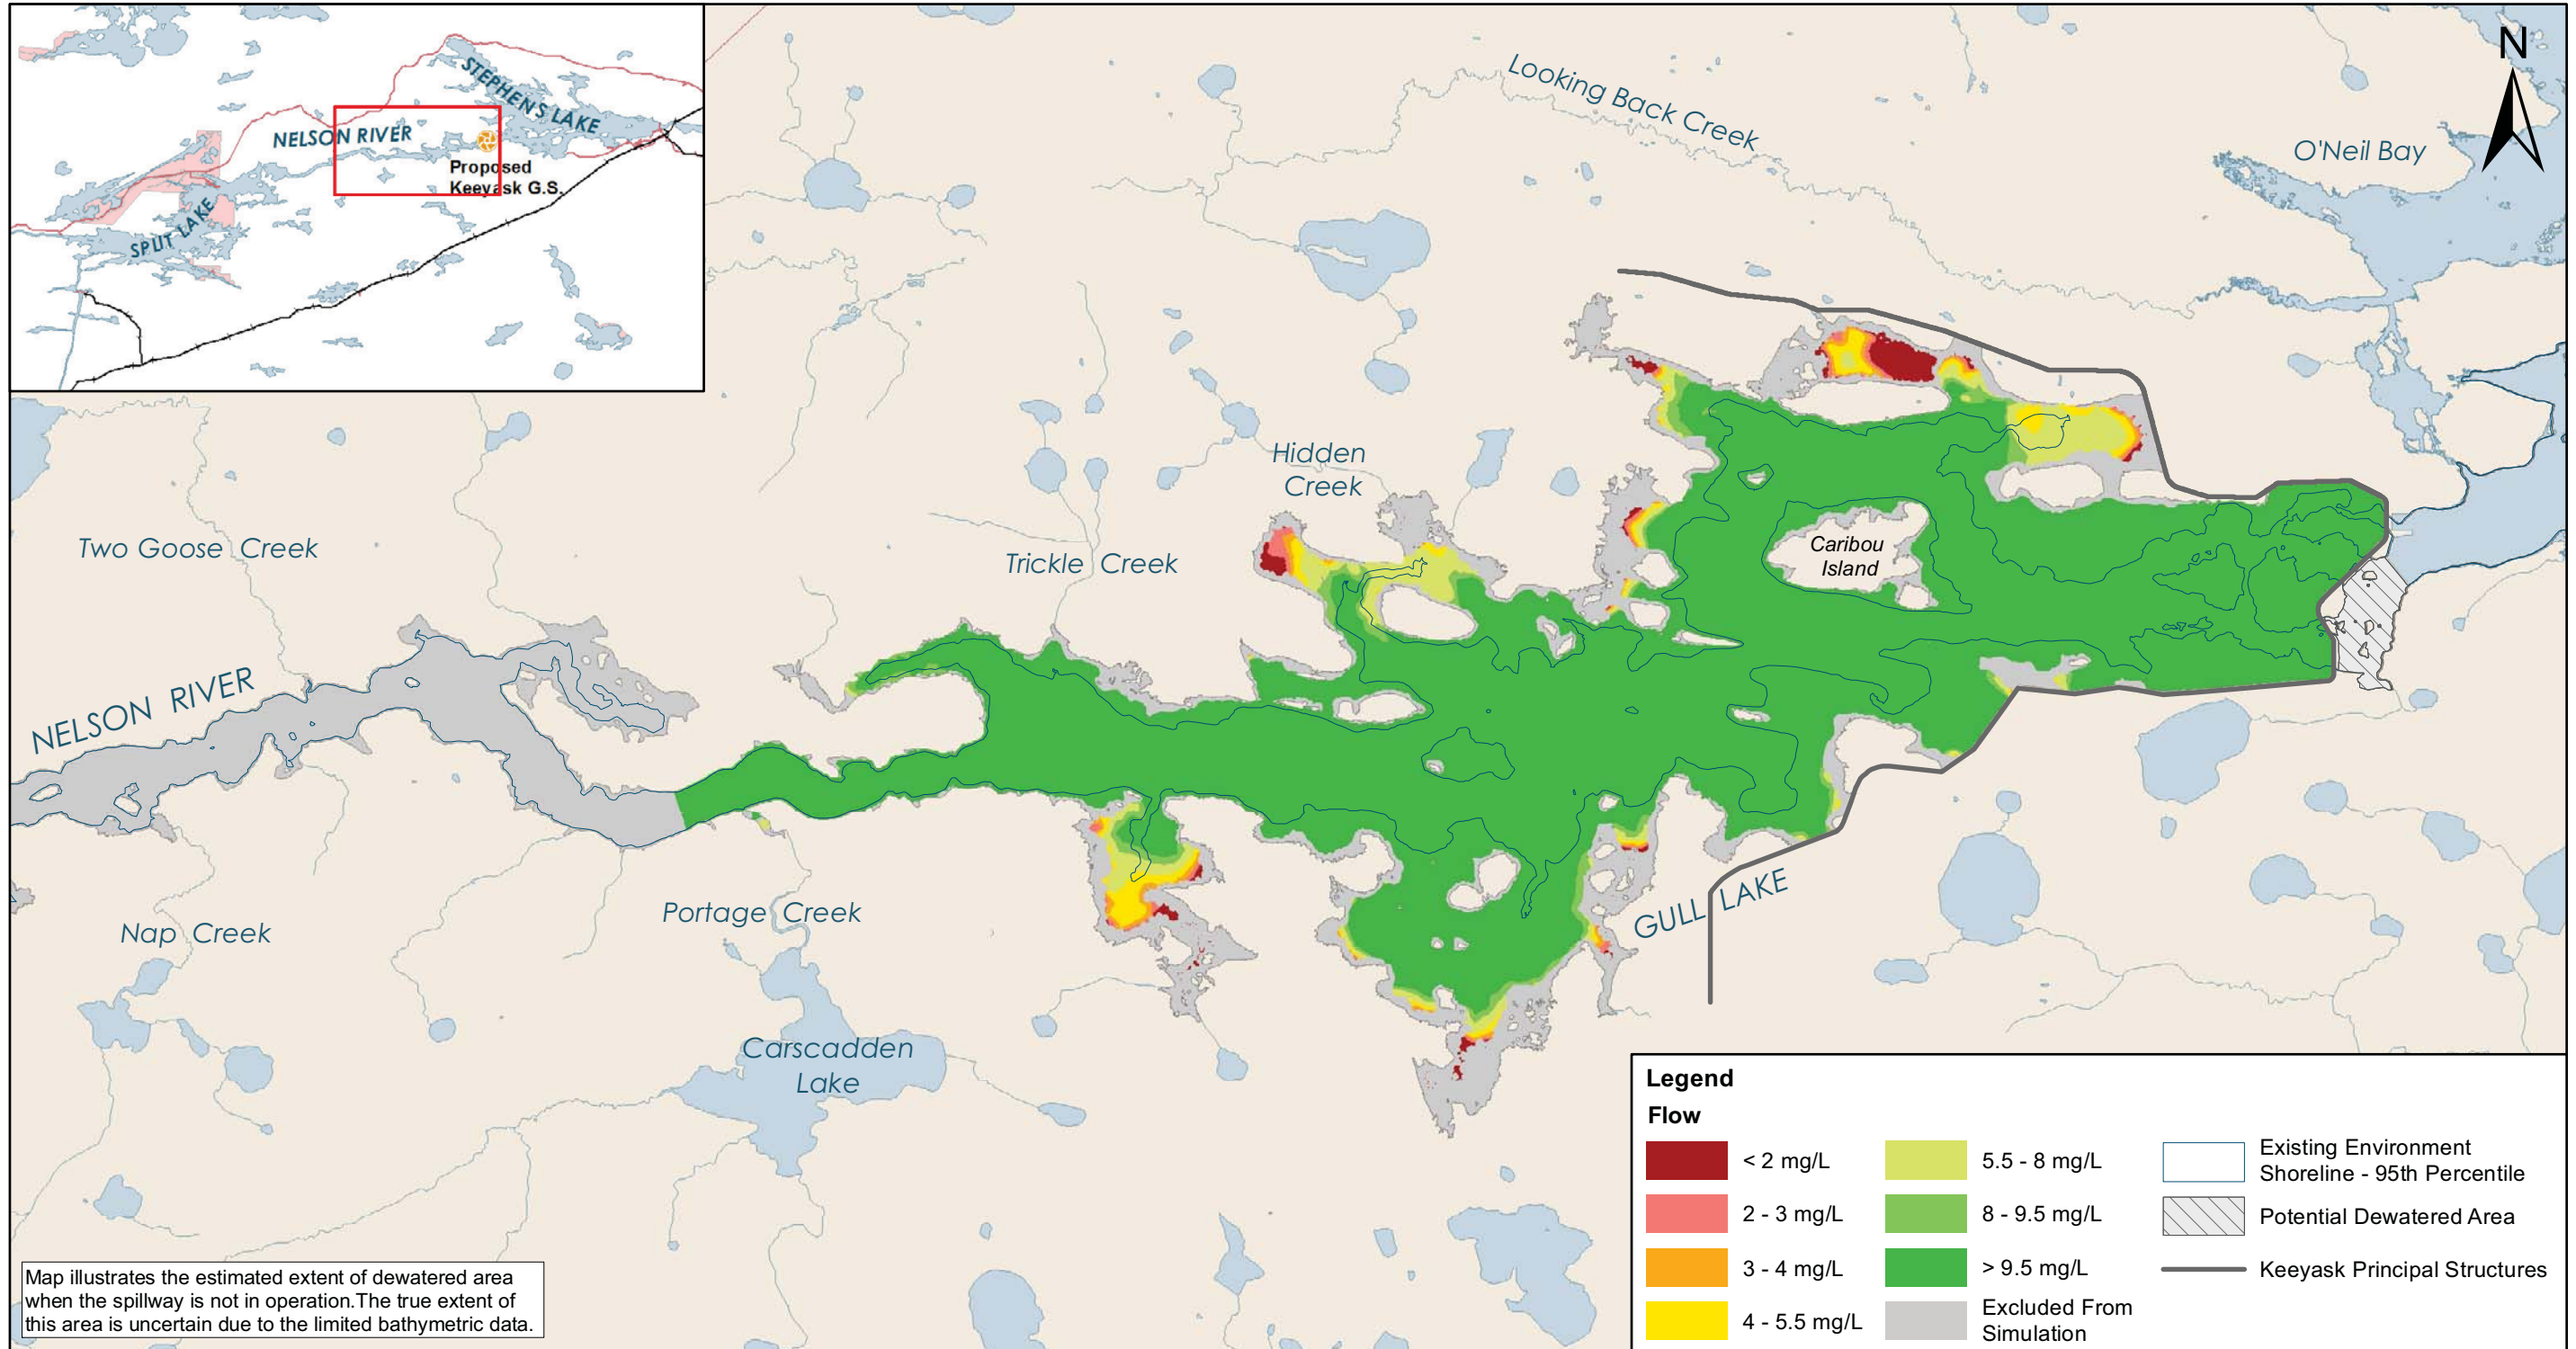 STEPHENS LAKE
NELSON RIVER
Proposed
Keeyask G.S.
SPLIT LAKE
Looking Back Creek
N
O'Neil Bay
Hidden
Creek
Two Goose Creek
Trickle Creek
Caribou
Island
NELSON RIVER
Portage Creek
Nap Creek
GULL LAKE
Carscadden
Lake
Map illustrates the estimated extent of dewatered area
when the spillway is not in operation.The true extent of
this area is uncertain due to the limited bathymetric data.
Legend
Flow
< 2 mg/L
2 - 3 mg/L
3 - 4 mg/L
4 - 5.5 mg/L
5.5 - 8 mg/L
8 - 9.5 mg/L
> 9.5 mg/L
Excluded From
Simulation
Existing Environment
Shoreline - 95th Percentile
Potential Dewatered Area
Keeyask Principal Structures